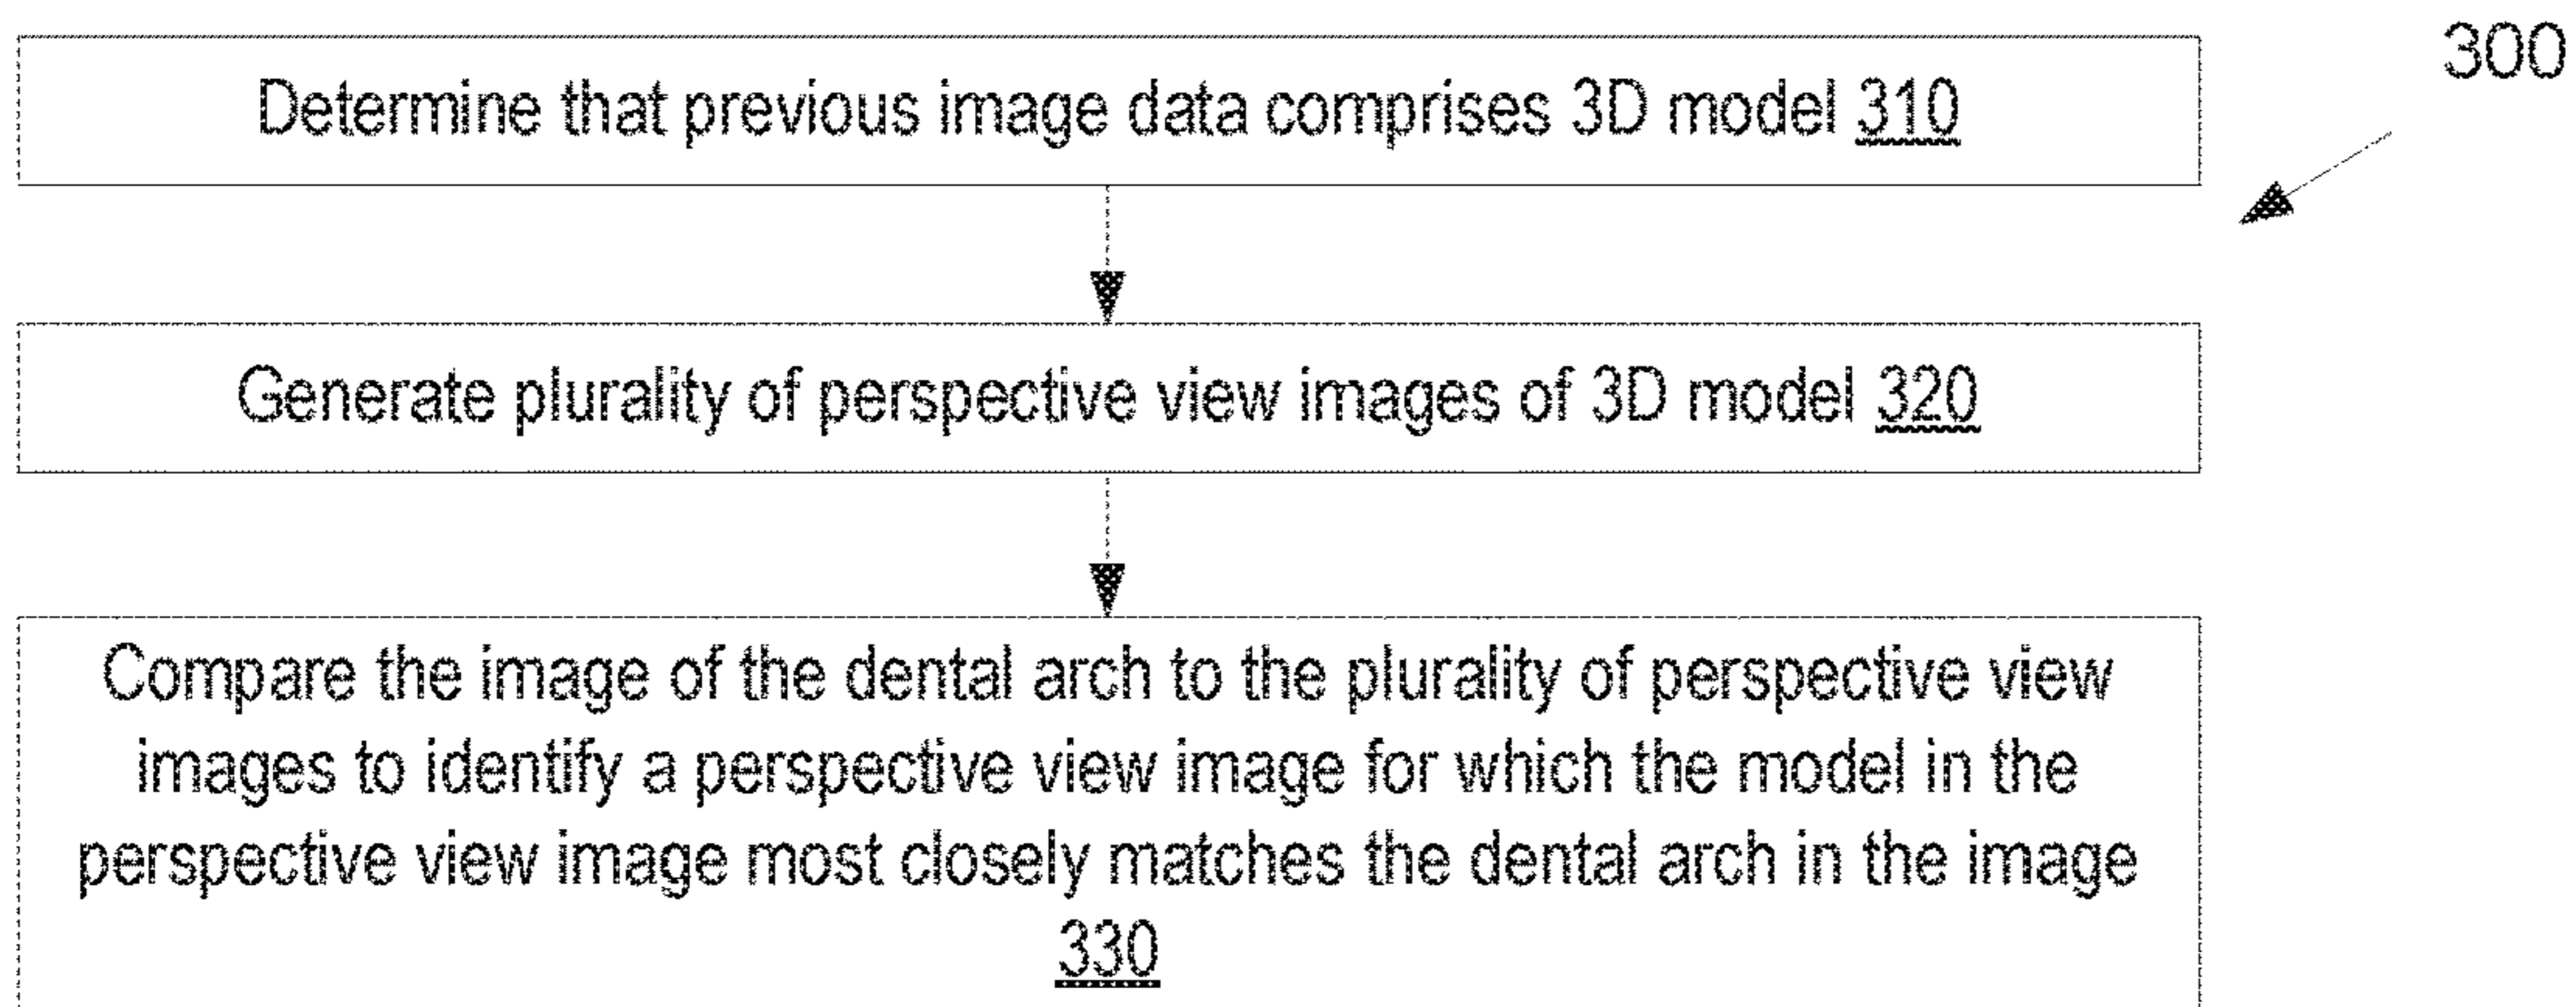 300
Determine that previous image data comprises 3D model 310
Generate plurality of perspective view images of 3D model 320
Compare the image of the dental arch to the plurality of perspective view
images to identify a perspective view image for which the model in the
perspective view image most closely matches the dental arch in the image
330